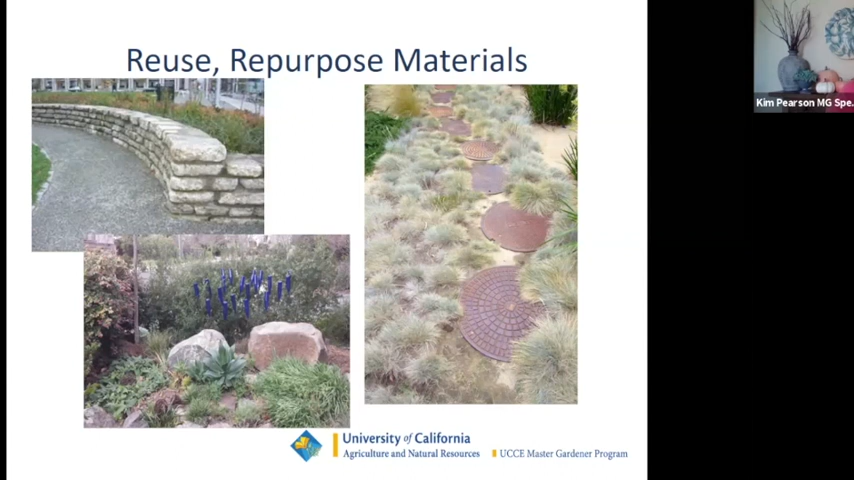 Reuse, Repurpose Materials
Kim Pearson MG Spe...
University of California
Agriculture and Natural Resources
UCCE Master Gardener Program